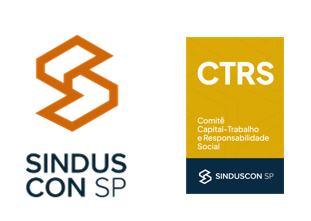 SINDUS
CON SP
CTRS
Comitê
Capital-Trabalho
e Responsabilidade
Social
SINDUSCON SP